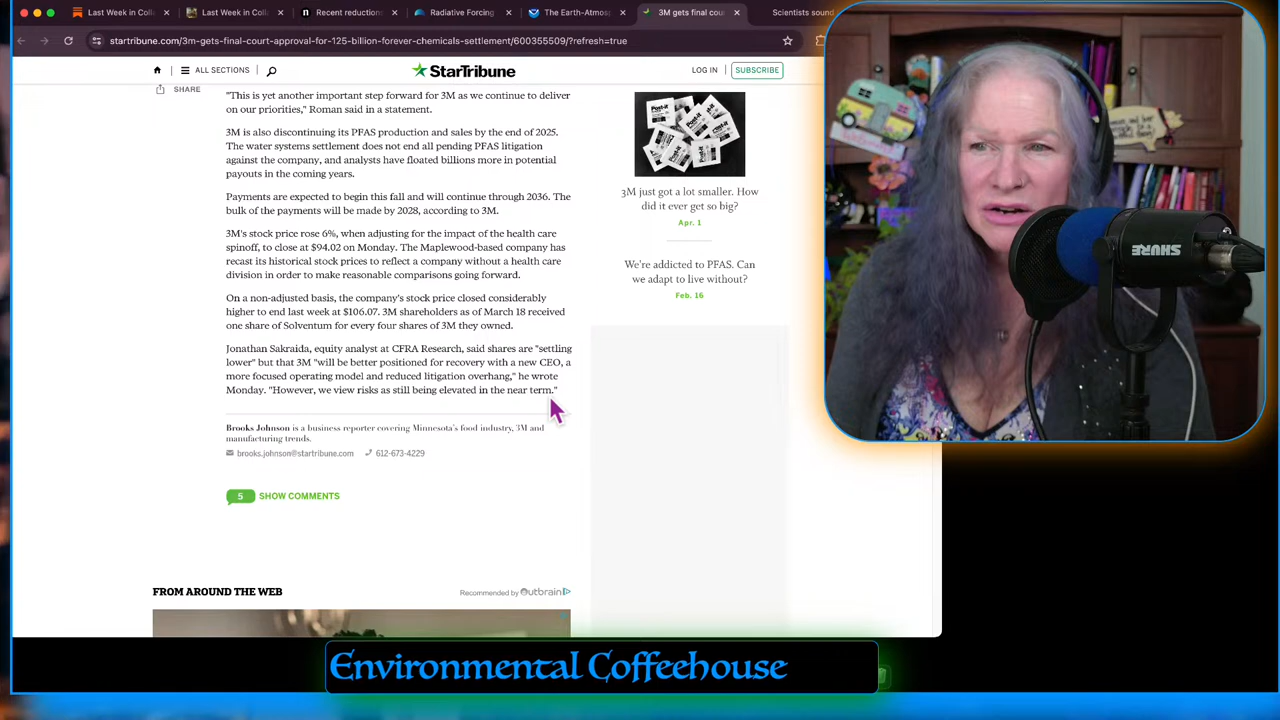 Last Week in Coll
Last Week in Colla
Recent reductions
Radiative Forcing
The Earth-Atmosp
3M gets final cou
Scientists sound
startribune.com/3m-gets-final-court-approval-for-125-billion-forever-chemicals-settlement/600355509/?refresh=true
ALL SECTIONS
StarTribune
LOG IN
SUBSCRIBE
SHARE
"This is yet another important step forward for 3M as we continue to deliver
on our priorities," Roman said in a statement.
3M is also discontinuing its PFAS production and sales by the end of 2025.
The water systems settlement does not end all pending PFAS litigation
against the company, and analysts have floated billions more in potential
payouts in the coming years.
Payments are expected to begin this fall and will continue through 2036. The
bulk of the payments will be made by 2028, according to 3M.
3M's stock price rose 6%, when adjusting for the impact of the health care
spinoff, to close at $94.02 on Monday. The Maplewood-based company has
recast its historical stock prices to reflect a company without a health care
division in order to make reasonable comparisons going forward.
On a non-adjusted basis, the company's stock price closed considerably
higher to end last week at $106.07. 3M shareholders as of March 18 received
one share of Solventum for every four shares of 3M they owned.
Jonathan Sakraida, equity analyst at CFRA Research, said shares are "settling
lower" but that 3M "will be better positioned for recovery with a new CEO, a
more focused operating model and reduced litigation overhang," he wrote
Monday. "However, we view risks as still being elevated in the near term."
Brooks Johnson is a business reporter covering Minnesota's food industry, 3M and
manufacturing trends.
brooks.johnson@startribune.com 612-673-4229
5 SHOW COMMENTS
FROM AROUND THE WEB
Recommended by Outbrain
Post-it
3M just got a lot smaller. How
did it ever get so big?
Apr. 1
We're addicted to PFAS. Can
we adapt to live without?
Feb. 16
SHURE
Environmental Coffeehouse